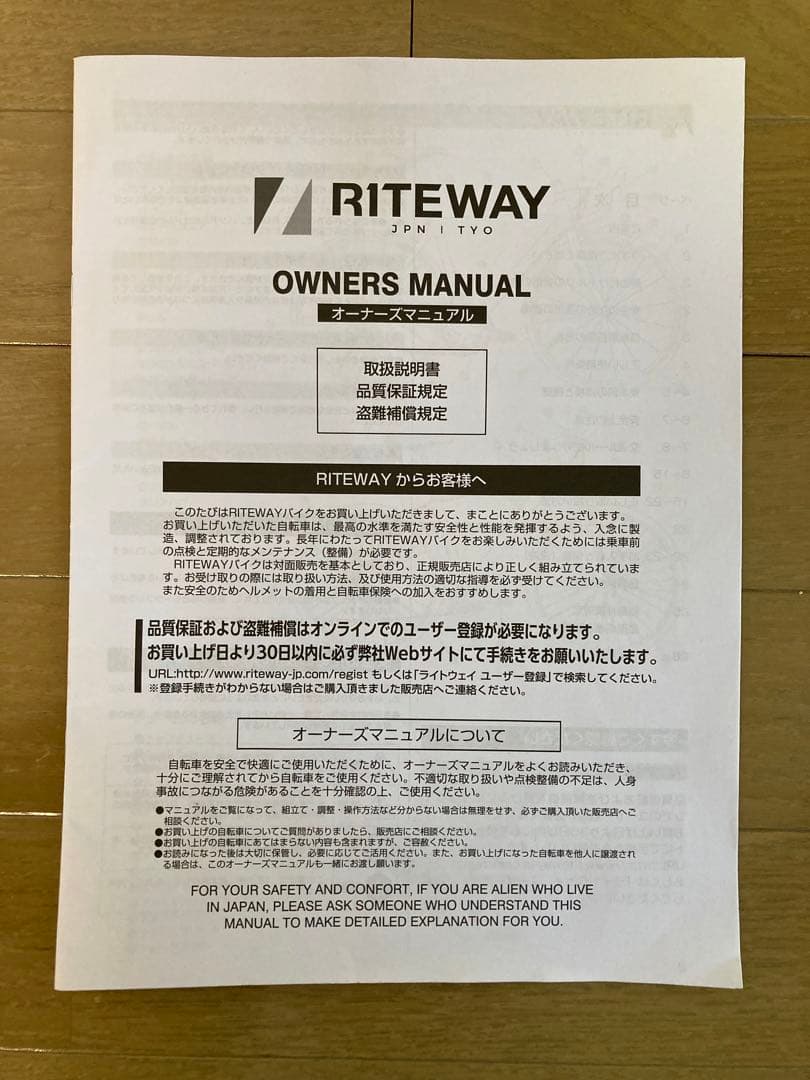 RITEWAY
JPN | TYO
OWNERS MANUAL
オーナーズマニュアル
取扱説明書
品質保証規定
盗難補償規定
RITEWAY からお客様へ
このたびはRITEWAYバイクをお買い上げいただきまして、まことにありがとうございます。
お買い上げいただいた自転車は、最高の水準を満たす安全性と性能を発揮するよう、入念に製
造、調整されております。長年にわたってRITEWAYバイクをお楽しみいただくためには乗車前
の点検と定期的なメンテナンス（整備）が必要です。
RITEWAYバイクは対面販売を基本としており、正規販売店により正しく組み立てられていま
す。お受け取りの際には取り扱い方法、及び使用方法の適切な指導を必ず受けてください。
また安全のためヘルメットの着用と自転車保険への加入をおすすめします。
品質保証および盗難補償はオンラインでのユーザー登録が必要になります。
お買い上げ日より30日以内に必ず弊社Webサイトにて手続きをお願いいたします。
URL:http://www.riteway-jp.com/regist もしくは「ライトウェイ ユーザー登録」で検索してください。
※登録手続きがわからない場合はご購入頂きました販売店へご連絡ください。
オーナーズマニュアルについて
自転車を安全で快適にご使用いただくために、オーナーズマニュアルをよくお読みいただき、
十分にご理解されてから自転車をご使用ください。不適切な取り扱いや点検整備の不足は、人身
事故につながる危険があることを十分確認の上、ご使用ください。
●マニュアルをご覧になって、組立て・調整・操作方法など分からない場合は無理をせず、必ずご購入頂いた販売店へご
相談ください。
●お買い上げの自転車についてご質問がありましたら、販売店にご相談ください。
●お買い上げの自転車にあてはまらない内容も含まれますが、ご容赦ください。
●お読みになった後は大切に保管し、必要に応じてご活用ください。また、お買い上げになった自転車を他人に譲渡され
る場合は、このオーナーズマニュアルも一緒にお渡し願います。
FOR YOUR SAFETY AND CONFORT, IF YOU ARE ALIEN WHO LIVE
IN JAPAN, PLEASE ASK SOMEONE WHO UNDERSTAND THIS
MANUAL TO MAKE DETAILED EXPLANATION FOR YOU.